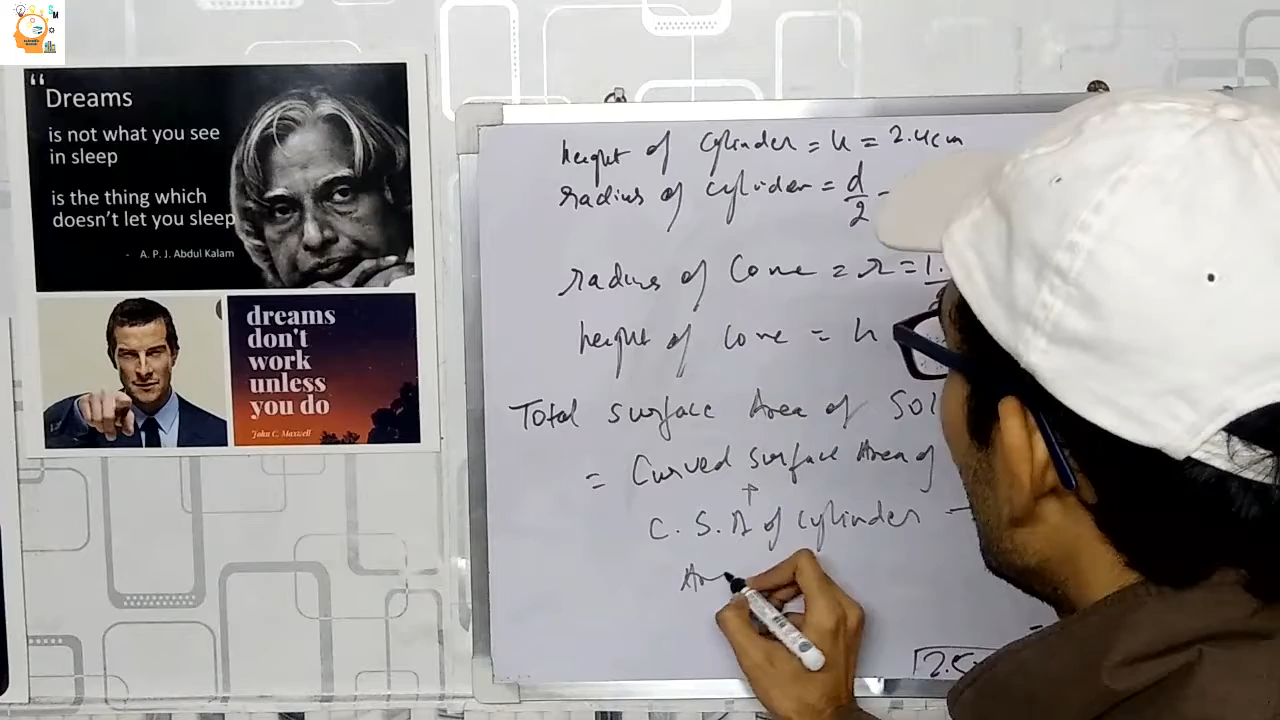 “Dreams
is not what you see
in sleep
is the thing which
doesn't let you sleep
- A. P. J. Abdul Kalam
dreams
don't
work
unless
you do
John C. Maxwell
height of cylinder = h = 2.4cm
radius of cylinder = d/2 =
radius of Cone = r = 1.
height of Cone = h
Total surface Area of SOl
= Curved surface Area of
+
C. S. A of cylinder
Ar